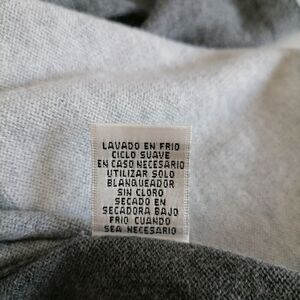 LAVADO EN FRIO
CICLO SUAVE
EN CASO NECESARIO
UTILIZAR SOLO
BLANQUEADOR
SIN CLORO
SECADO EN
SECADORA BAJO
FRIO CUANDO
SEA NECESARIO